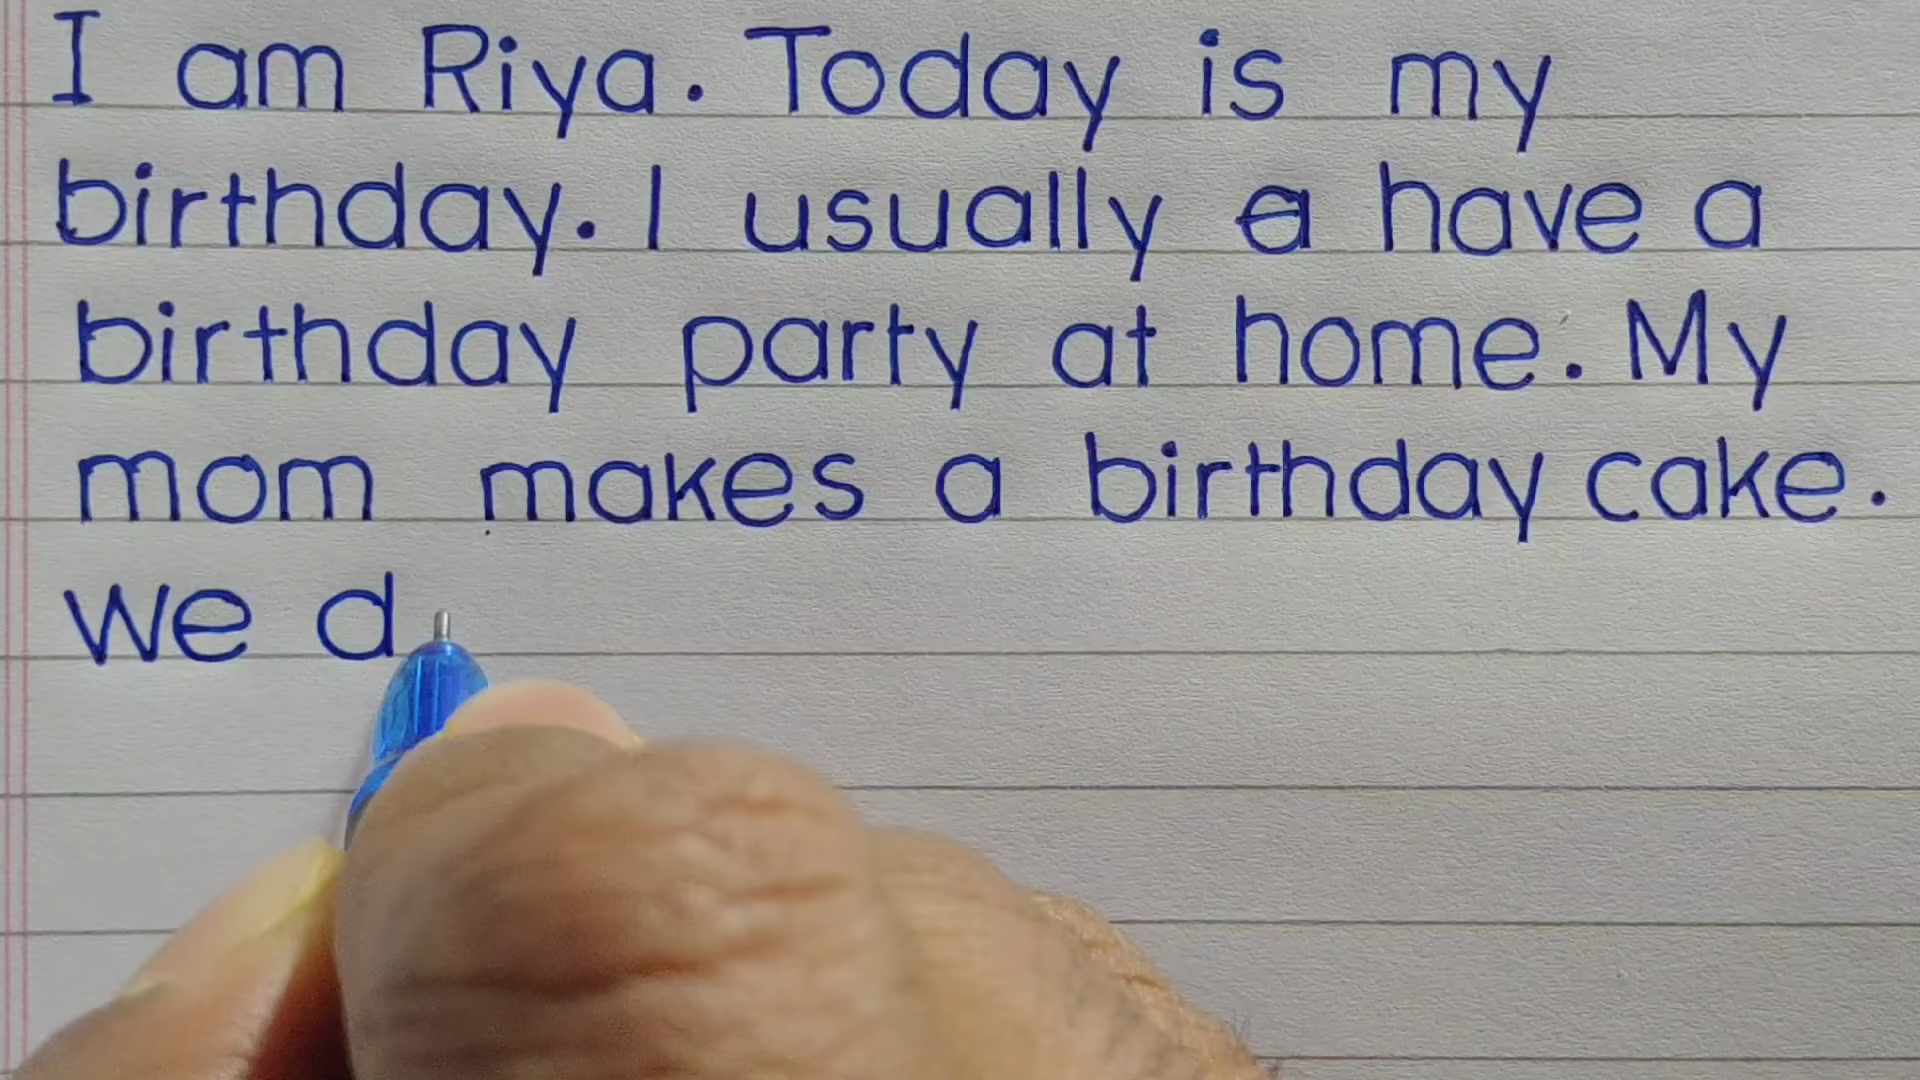 I am Riya. Today is my
birthday. I usually a have a
birthday party at home. My
mom makes a birthday cake.
We d